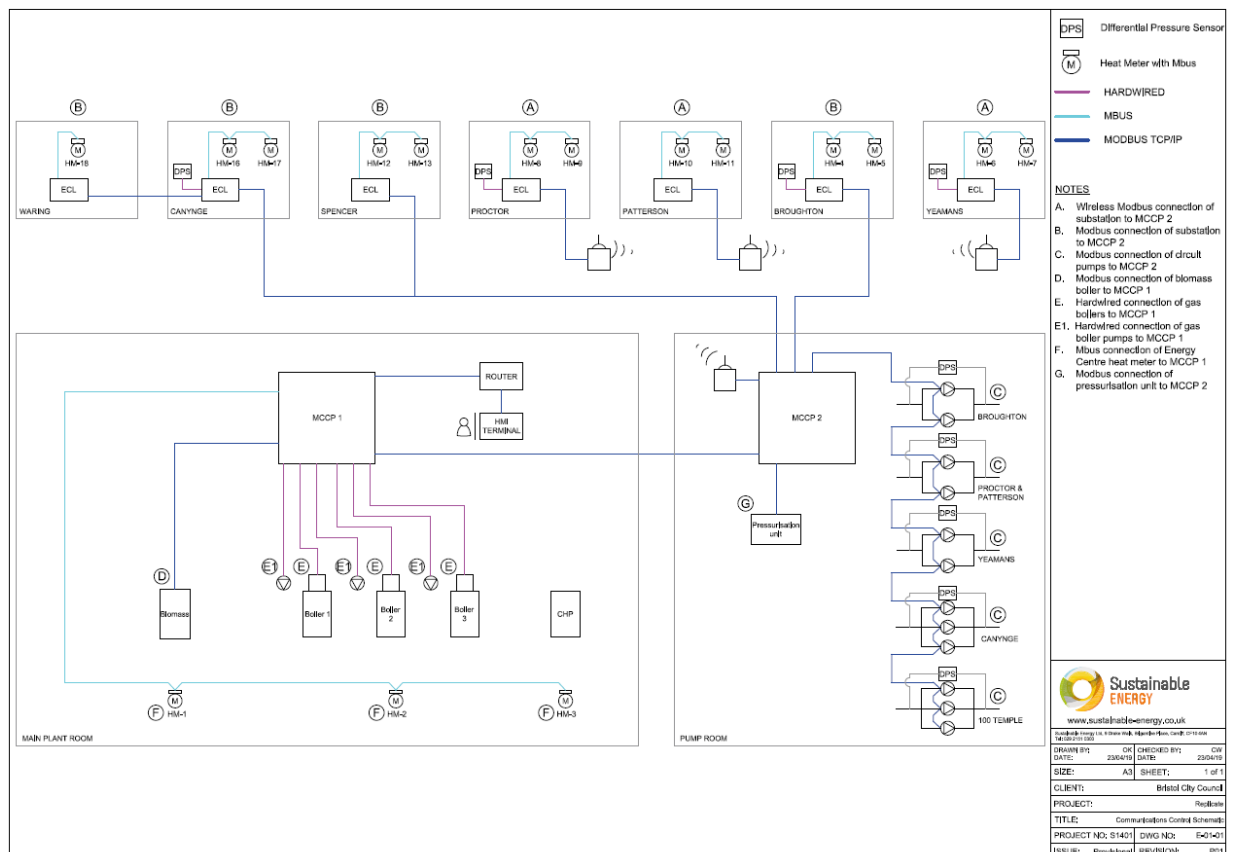 DPS Differential Pressure Sensor
M Heat Meter with Mbus
HARDWIRED
MBUS
MODBUS TCP/IP
B B B A A B A
M M M M M M M M M M M M M
HM-18 HM-16 HM-17 HM-12 HM-13 HM-8 HM-9 HM-10 HM-11 HM-4 HM-5 HM-6 HM-7
DPS DPS DPS DPS
ECL ECL ECL ECL ECL ECL ECL
WARING CANYNGE SPENCER PROCTOR PATTERSON BROUGHTON YEAMANS
NOTES
A. Wireless Modbus connection of
substation to MCCP 2
B. Modbus connection of substation
to MCCP 2
C. Modbus connection of circuit
pumps to MCCP 2
D. Modbus connection of biomass
boiler to MCCP 1
E. Hardwired connection of gas
boilers to MCCP 1
E1. Hardwired connection of gas
boiler pumps to MCCP 1
F. Mbus connection of Energy
Centre heat meter to MCCP 1
G. Modbus connection of
pressurisation unit to MCCP 2
MCCP 1
ROUTER
HMI
TERMINAL
D
E1 E E1 E E1 E
Biomass
Boiler 1
Boiler
2
Boiler
3
CHP
M M M
F HM-1 F HM-2 F HM-3
MAIN PLANT ROOM
MCCP 2
G
Pressurisation
unit
DPS
C
BROUGHTON
DPS
C
PROCTOR &
PATTERSON
DPS
C
YEAMANS
DPS
C
CANYNGE
DPS
C
100 TEMPLE
PUMP ROOM
Sustainable
ENERGY
www.sustainable-energy.co.uk
DRAWN BY: OK CHECKED BY: CW
DATE: 23/04/19 DATE: 23/04/19
SIZE: A3 SHEET: 1 of 1
CLIENT: Bristol City Council
PROJECT: Replicate
TITLE: Communications Control Schematic
PROJECT NO: S1401 DWG NO: E-01-01
ISSUE: Provisional REVISION: P01